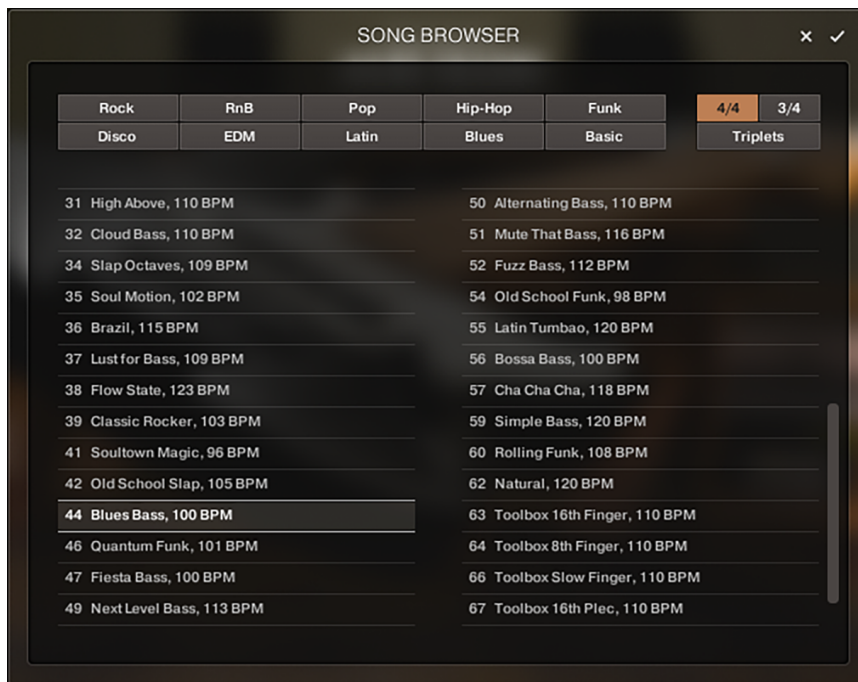 SONG BROWSER
Rock RnB Pop Hip-Hop Funk 4/4 3/4
Disco EDM Latin Blues Basic Triplets
31 High Above, 110 BPM
32 Cloud Bass, 110 BPM
34 Slap Octaves, 109 BPM
35 Soul Motion, 102 BPM
36 Brazil, 115 BPM
37 Lust for Bass, 109 BPM
38 Flow State, 123 BPM
39 Classic Rocker, 103 BPM
41 Soultown Magic, 96 BPM
42 Old School Slap, 105 BPM
44 Blues Bass, 100 BPM
46 Quantum Funk, 101 BPM
47 Fiesta Bass, 100 BPM
49 Next Level Bass, 113 BPM
50 Alternating Bass, 110 BPM
51 Mute That Bass, 116 BPM
52 Fuzz Bass, 112 BPM
54 Old School Funk, 98 BPM
55 Latin Tumbao, 120 BPM
56 Bossa Bass, 100 BPM
57 Cha Cha Cha, 118 BPM
59 Simple Bass, 120 BPM
60 Rolling Funk, 108 BPM
62 Natural, 120 BPM
63 Toolbox 16th Finger, 110 BPM
64 Toolbox 8th Finger, 110 BPM
66 Toolbox Slow Finger, 110 BPM
67 Toolbox 16th Plec, 110 BPM